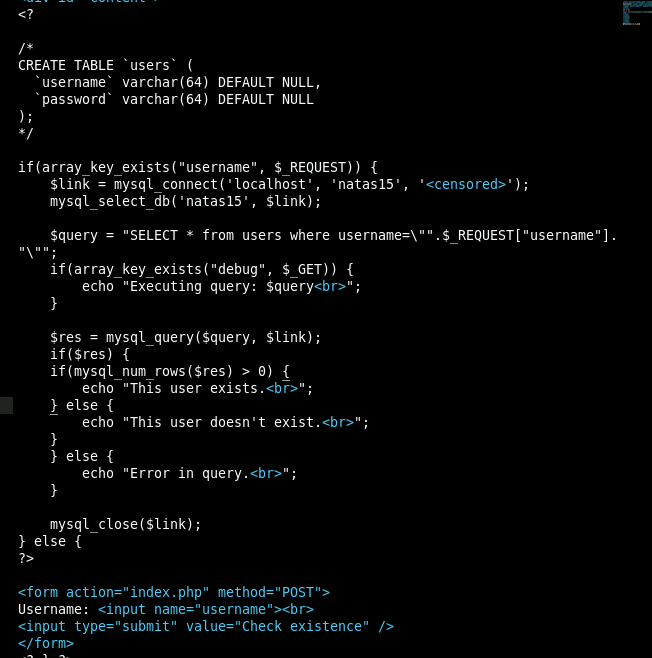 <?

/*
CREATE TABLE `users` (
  `username` varchar(64) DEFAULT NULL,
  `password` varchar(64) DEFAULT NULL
);
*/

if(array_key_exists("username", $_REQUEST)) {
    $link = mysql_connect('localhost', 'natas15', '<censored>');
    mysql_select_db('natas15', $link);

    $query = "SELECT * from users where username=\"".$_REQUEST["username"].
"\"";
    if(array_key_exists("debug", $_GET)) {
        echo "Executing query: $query<br>";
    }

    $res = mysql_query($query, $link);
    if($res) {
    if(mysql_num_rows($res) > 0) {
        echo "This user exists.<br>";
    } else {
        echo "This user doesn't exist.<br>";
    }
    } else {
        echo "Error in query.<br>";
    }

    mysql_close($link);
} else {
?>

<form action="index.php" method="POST">
Username: <input name="username"><br>
<input type="submit" value="Check existence" />
</form>